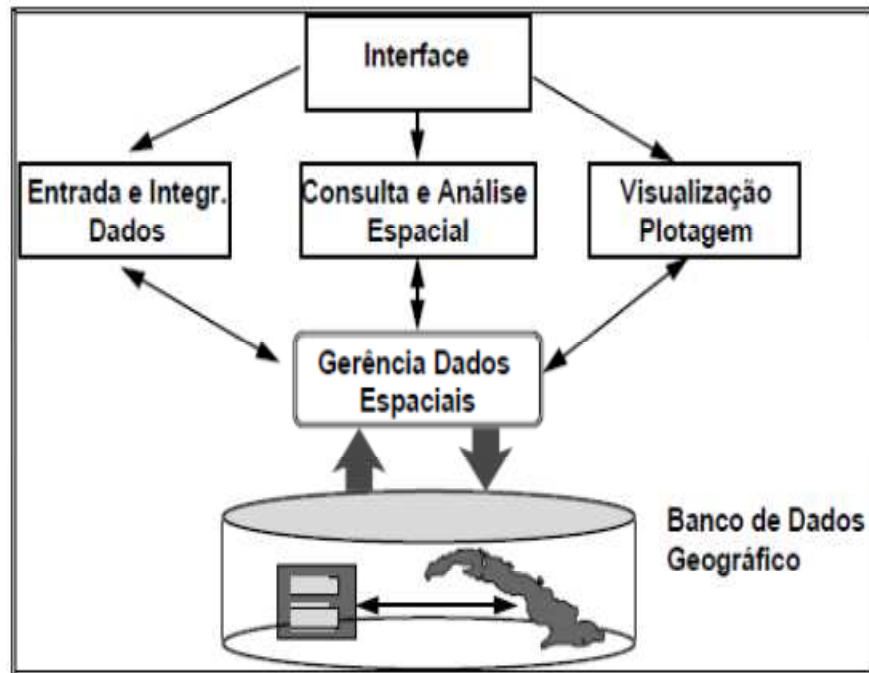 Interface
Entrada e Integr.
Dados
Consulta e Análise
Espacial
Visualização
Plotagem
Gerência Dados
Espaciais
Banco de Dados
Geográfico